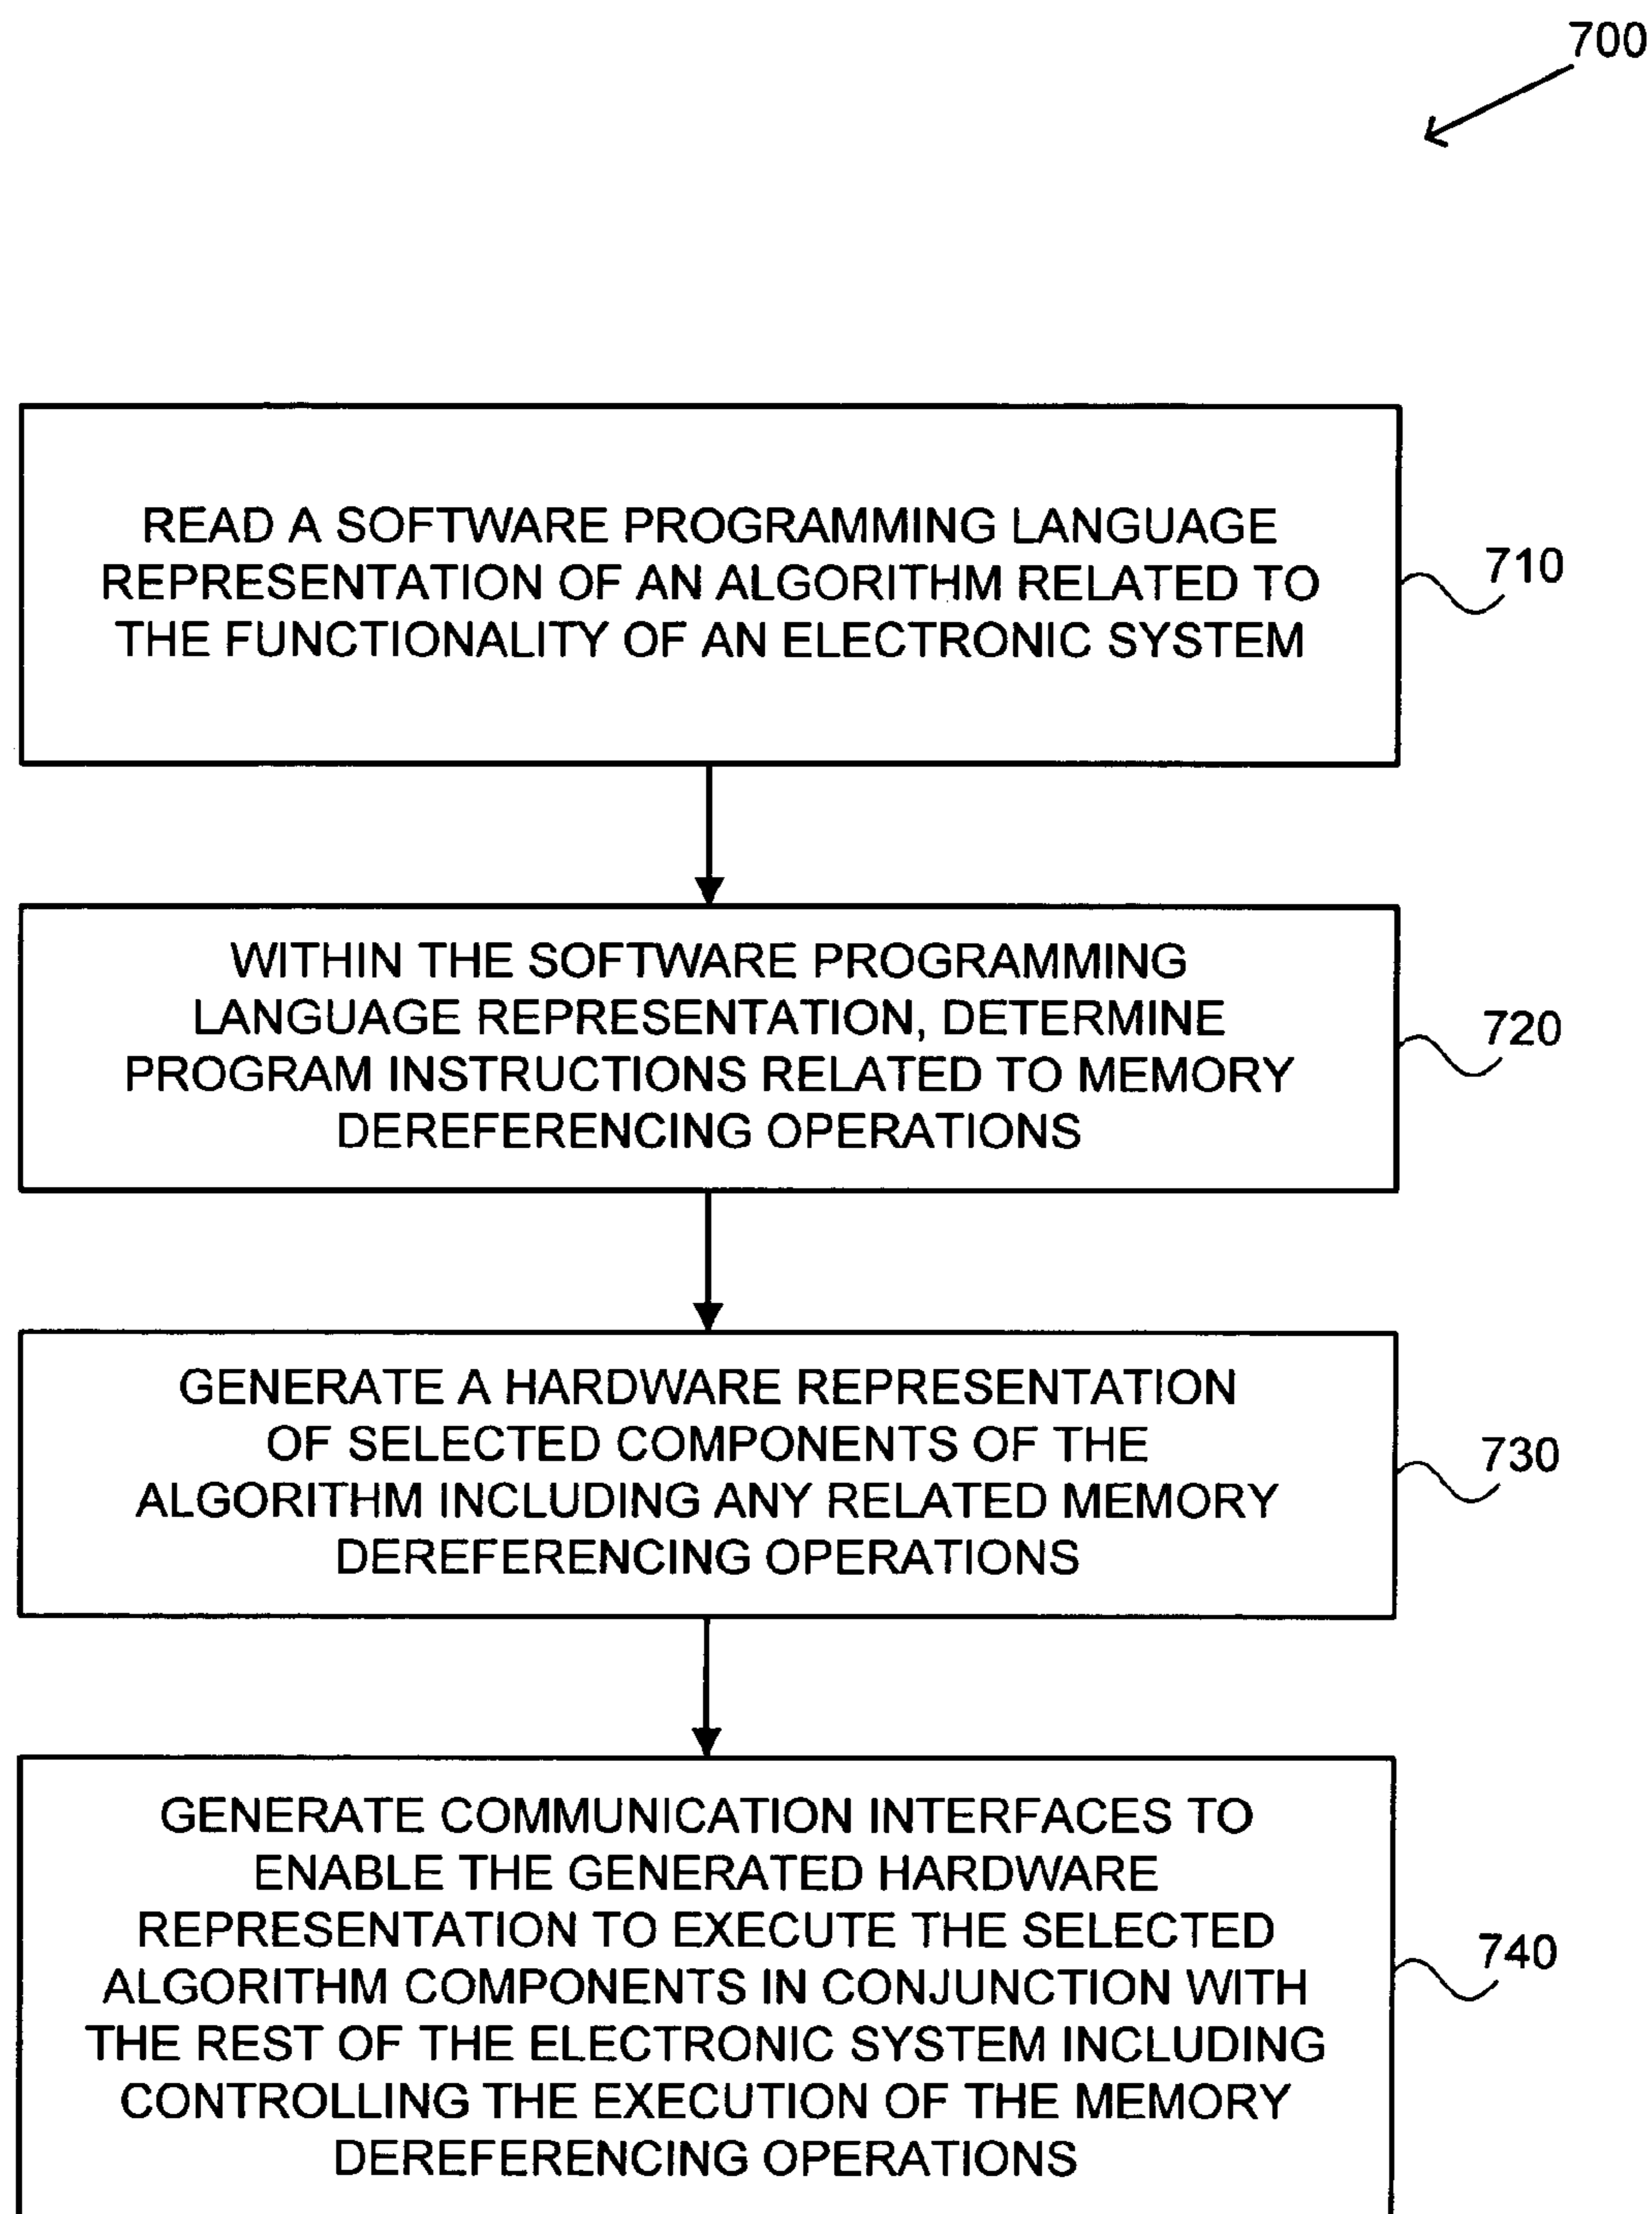 700
READ A SOFTWARE PROGRAMMING LANGUAGE
REPRESENTATION OF AN ALGORITHM RELATED TO
THE FUNCTIONALITY OF AN ELECTRONIC SYSTEM
710
WITHIN THE SOFTWARE PROGRAMMING
LANGUAGE REPRESENTATION, DETERMINE
PROGRAM INSTRUCTIONS RELATED TO MEMORY
DEREFERENCING OPERATIONS
720
GENERATE A HARDWARE REPRESENTATION
OF SELECTED COMPONENTS OF THE
ALGORITHM INCLUDING ANY RELATED MEMORY
DEREFERENCING OPERATIONS
730
GENERATE COMMUNICATION INTERFACES TO
ENABLE THE GENERATED HARDWARE
REPRESENTATION TO EXECUTE THE SELECTED
ALGORITHM COMPONENTS IN CONJUNCTION WITH
THE REST OF THE ELECTRONIC SYSTEM INCLUDING
CONTROLLING THE EXECUTION OF THE MEMORY
DEREFERENCING OPERATIONS
740